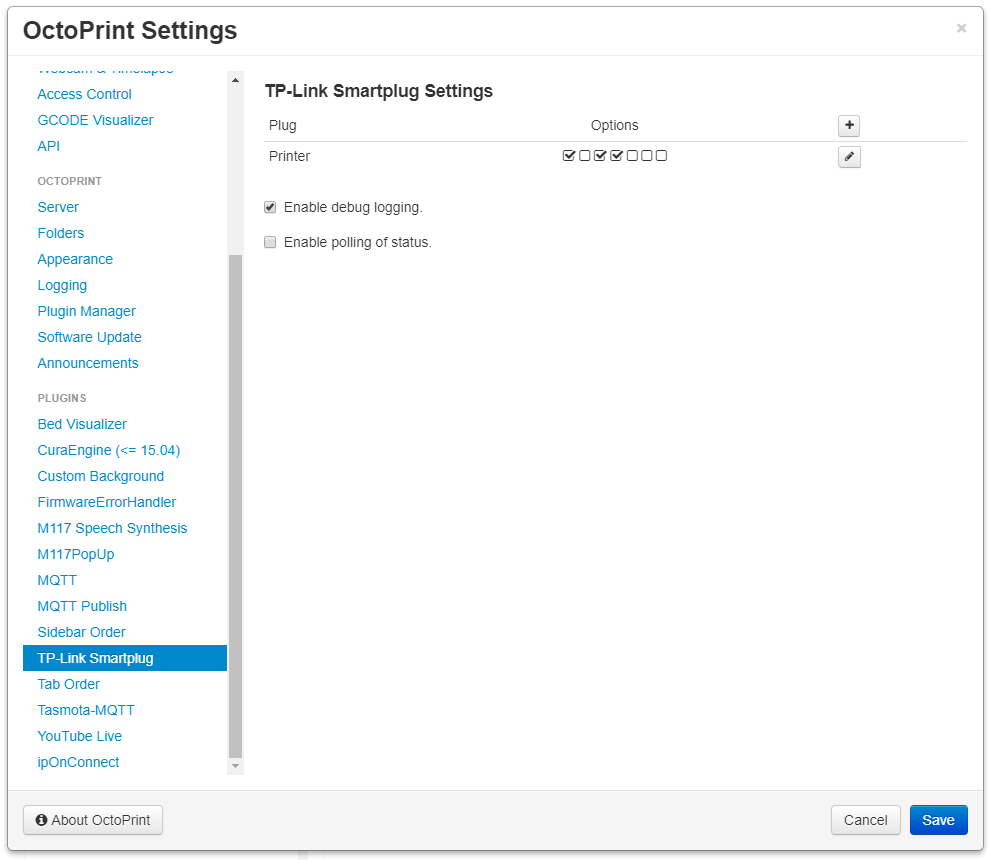 OctoPrint Settings
×
Webcam & Timelapse
Access Control
GCODE Visualizer
API
OCTOPRINT
Server
Folders
Appearance
Logging
Plugin Manager
Software Update
Announcements
PLUGINS
Bed Visualizer
CuraEngine (<= 15.04)
Custom Background
FirmwareErrorHandler
M117 Speech Synthesis
M117PopUp
MQTT
MQTT Publish
Sidebar Order
TP-Link Smartplug
Tab Order
Tasmota-MQTT
YouTube Live
ipOnConnect
TP-Link Smartplug Settings
Plug Options
Printer
Enable debug logging.
Enable polling of status.
About OctoPrint
Cancel Save